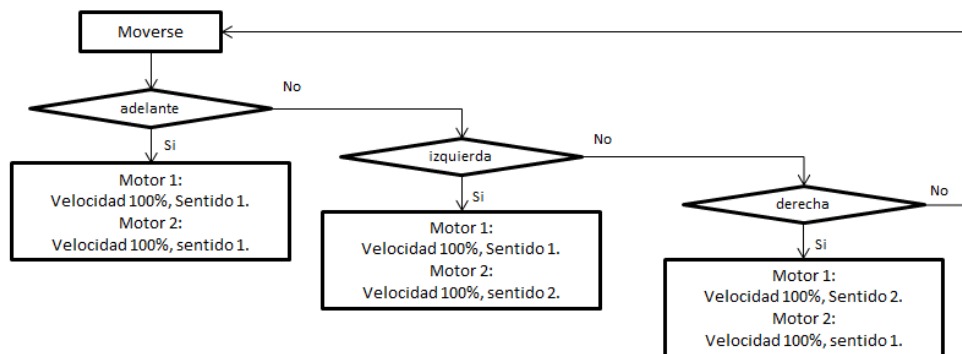 Moverse
No
adelante
Si
Motor 1:
Velocidad 100%, Sentido 1.
Motor 2:
Velocidad 100%, sentido 1.
No
izquierda
Si
Motor 1:
Velocidad 100%, Sentido 1.
Motor 2:
Velocidad 100%, sentido 2.
No
derecha
Si
Motor 1:
Velocidad 100%, Sentido 2.
Motor 2:
Velocidad 100%, sentido 1.